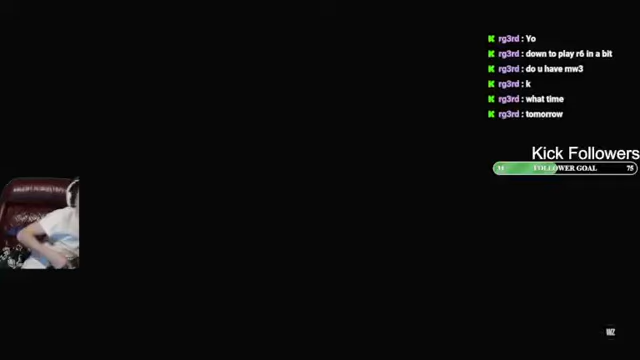 rg3rd : Yo
rg3rd : down to play r6 in a bit
rg3rd : do u have mw3
rg3rd : k
rg3rd : what time
rg3rd : tomorrow
Kick Followers
FOLLOWER GOAL 75